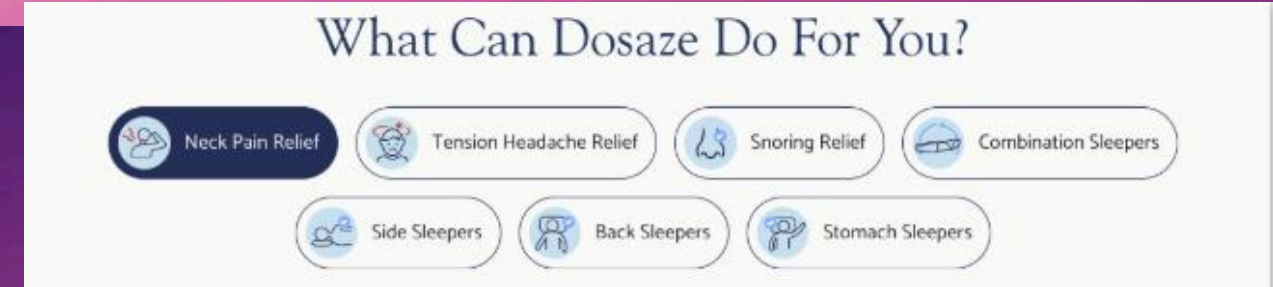 What Can Dosaze Do For You?
Neck Pain Relief
Tension Headache Relief
Snoring Relief
Combination Sleepers
Side Sleepers
Back Sleepers
Stomach Sleepers